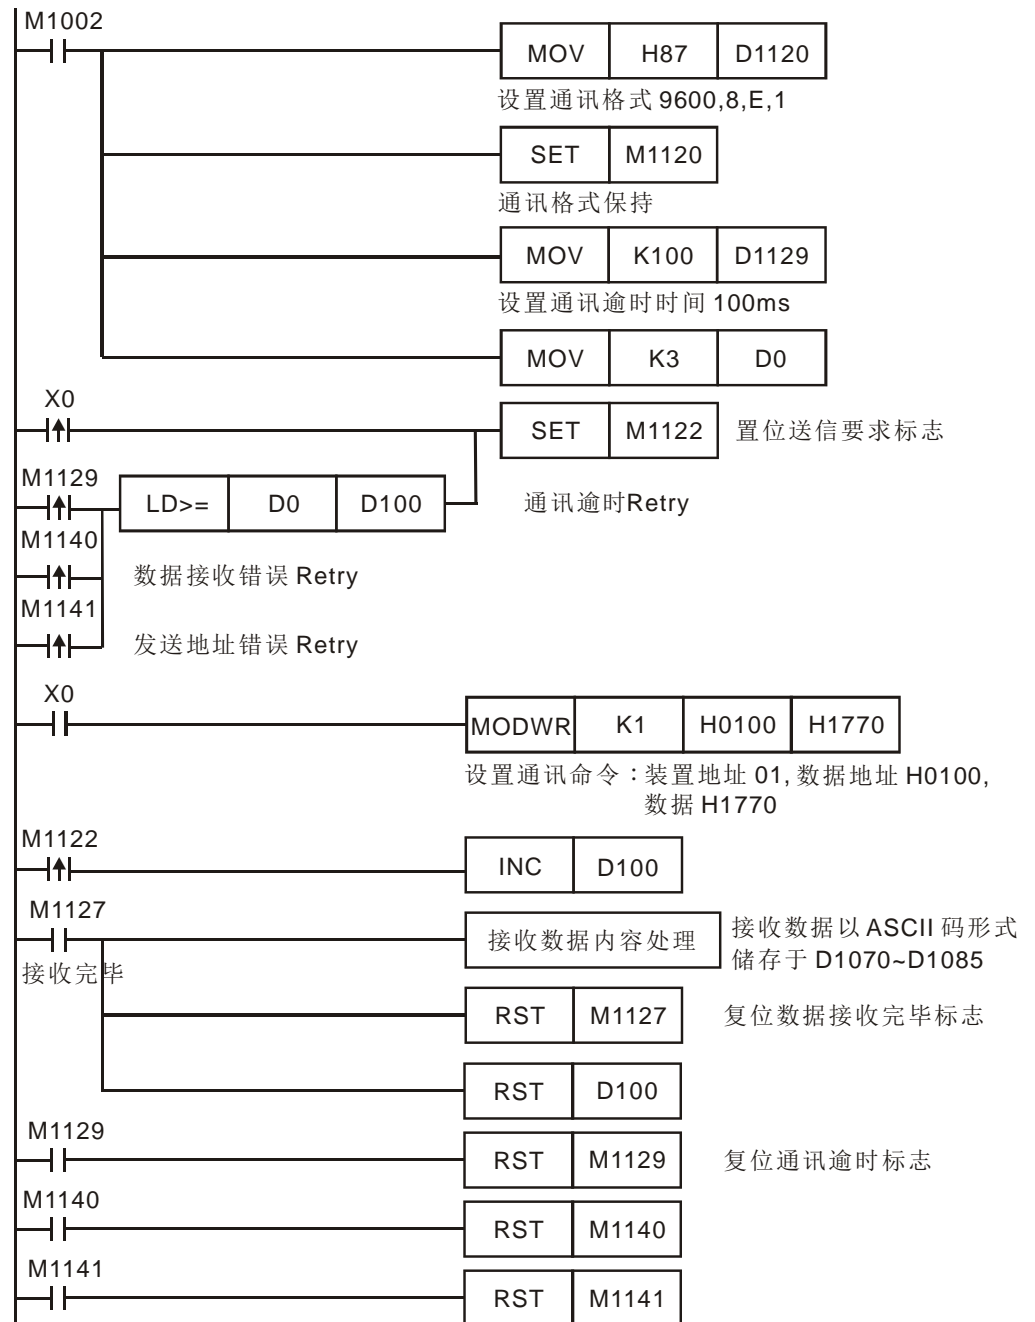 M1002
MOV H87 D1120
设置通讯格式 9600,8,E,1
SET M1120
通讯格式保持
MOV K100 D1129
设置通讯逾时时间 100ms
MOV K3 D0
X0
SET M1122 置位送信要求标志
M1129
LD>= D0 D100 通讯逾时Retry
M1140
数据接收错误 Retry
M1141
发送地址错误 Retry
X0
MODWR K1 H0100 H1770
设置通讯命令：装置地址 01, 数据地址 H0100,
数据 H1770
M1122
INC D100
M1127
接收数据内容处理 接收数据以 ASCII 码形式
储存于 D1070~D1085
接收完毕
RST M1127 复位数据接收完毕标志
RST D100
M1129
RST M1129 复位通讯逾时标志
M1140
RST M1140
M1141
RST M1141